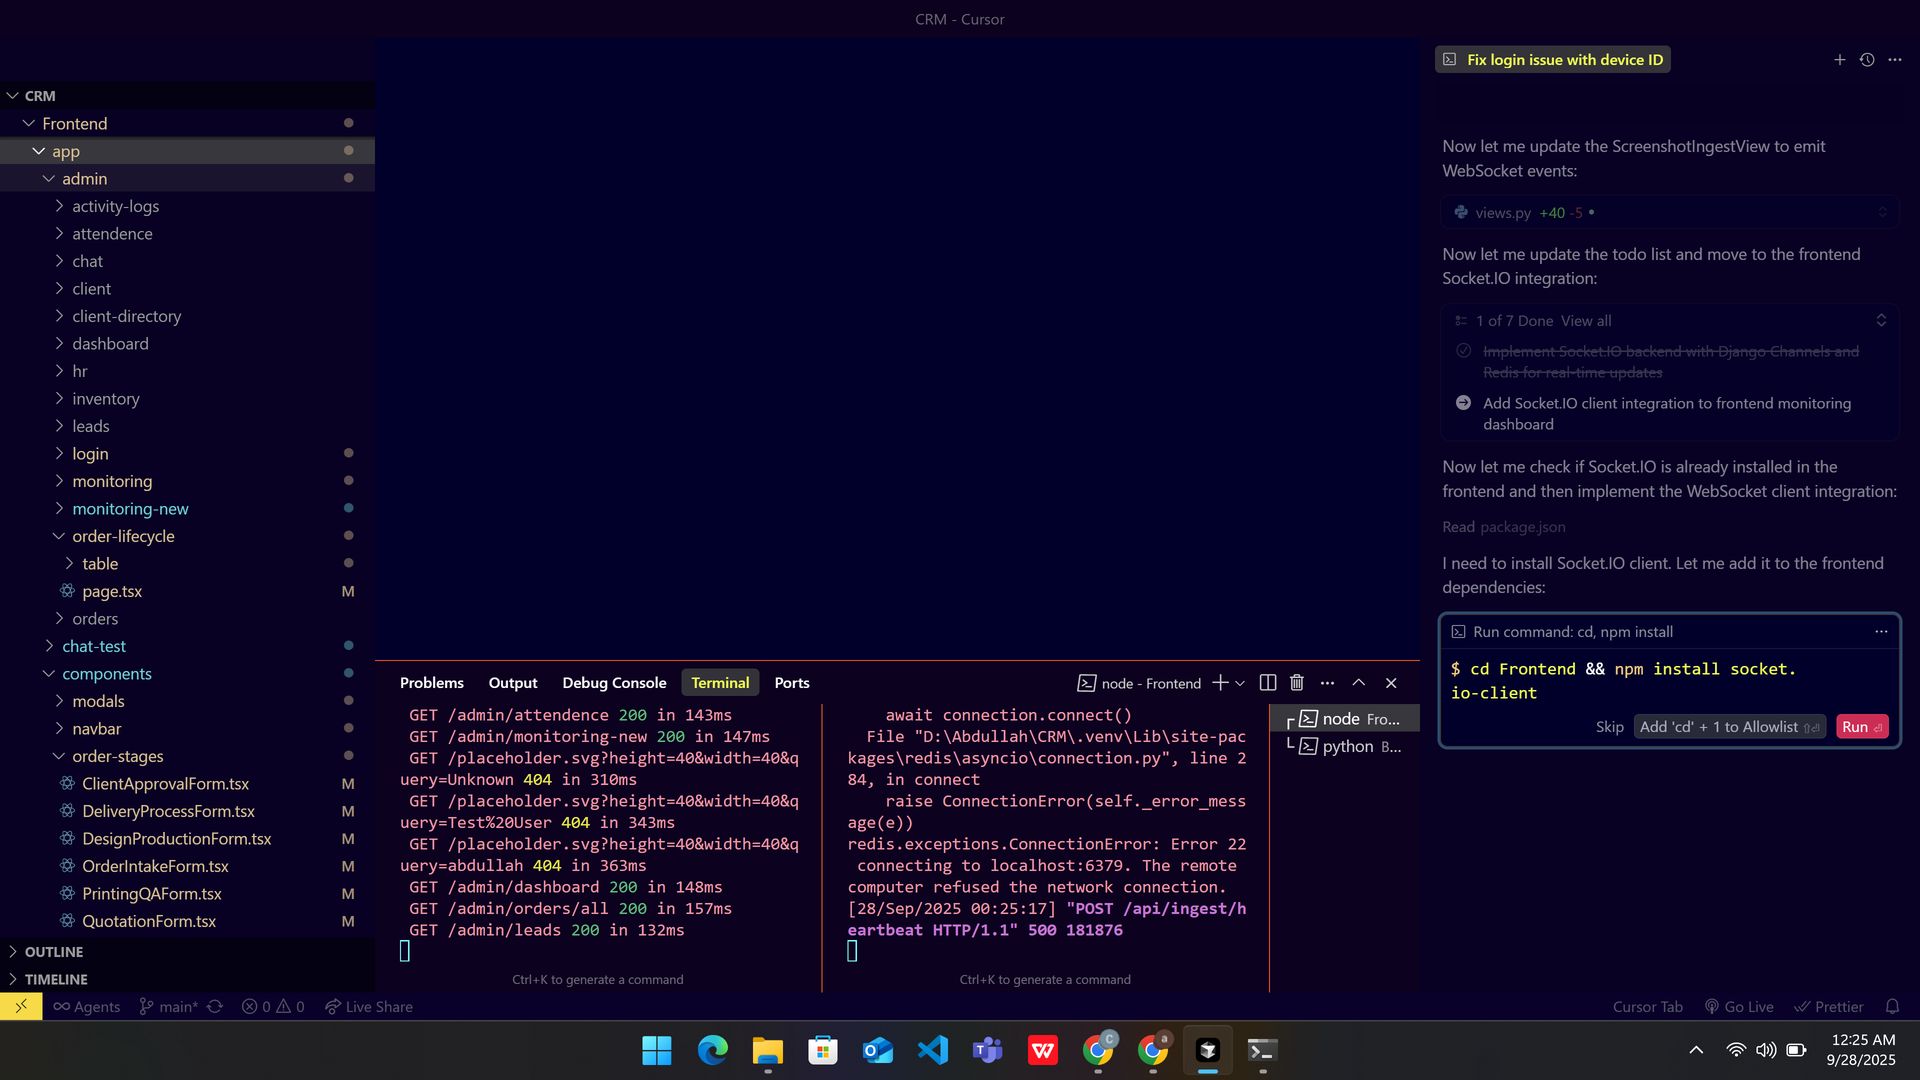 CRM - Cursor
CRM
Frontend
app
admin
activity-logs
attendence
chat
client
client-directory
dashboard
hr
inventory
leads
login
monitoring
monitoring-new
order-lifecycle
table
page.tsx M
orders
chat-test
components
modals
navbar
order-stages
ClientApprovalForm.tsx M
DeliveryProcessForm.tsx M
DesignProductionForm.tsx M
OrderIntakeForm.tsx M
PrintingQAForm.tsx M
QuotationForm.tsx M
OUTLINE
TIMELINE
Problems Output Debug Console Terminal Ports
node - Frontend
GET /admin/attendence 200 in 143ms
GET /admin/monitoring-new 200 in 147ms
GET /placeholder.svg?height=40&width=40&q
uery=Unknown 404 in 310ms
GET /placeholder.svg?height=40&width=40&q
uery=Test%20User 404 in 343ms
GET /placeholder.svg?height=40&width=40&q
uery=abdullah 404 in 363ms
GET /admin/dashboard 200 in 148ms
GET /admin/orders/all 200 in 157ms
GET /admin/leads 200 in 132ms
Ctrl+K to generate a command
await connection.connect()
File "D:\Abdullah\CRM\.venv\Lib\site-pac
kages\redis\asyncio\connection.py", line 2
84, in connect
raise ConnectionError(self._error_mess
age(e))
redis.exceptions.ConnectionError: Error 22
connecting to localhost:6379. The remote
computer refused the network connection.
[28/Sep/2025 00:25:17] "POST /api/ingest/h
eartbeat HTTP/1.1" 500 181876
Ctrl+K to generate a command
node Fro...
python B...
Fix login issue with device ID
Now let me update the ScreenshotIngestView to emit
WebSocket events:
views.py +40 -5
Now let me update the todo list and move to the frontend
Socket.IO integration:
1 of 7 Done View all
Implement Socket.IO backend with Django Channels and
Redis for real-time updates
Add Socket.IO client integration to frontend monitoring
dashboard
Now let me check if Socket.IO is already installed in the
frontend and then implement the WebSocket client integration:
Read package.json
I need to install Socket.IO client. Let me add it to the frontend
dependencies:
Run command: cd, npm install
$ cd Frontend && npm install socket.
io-client
Skip Add 'cd' + 1 to Allowlist Run
Agents main* 0 0 Live Share
Cursor Tab Go Live Prettier
12:25 AM
9/28/2025